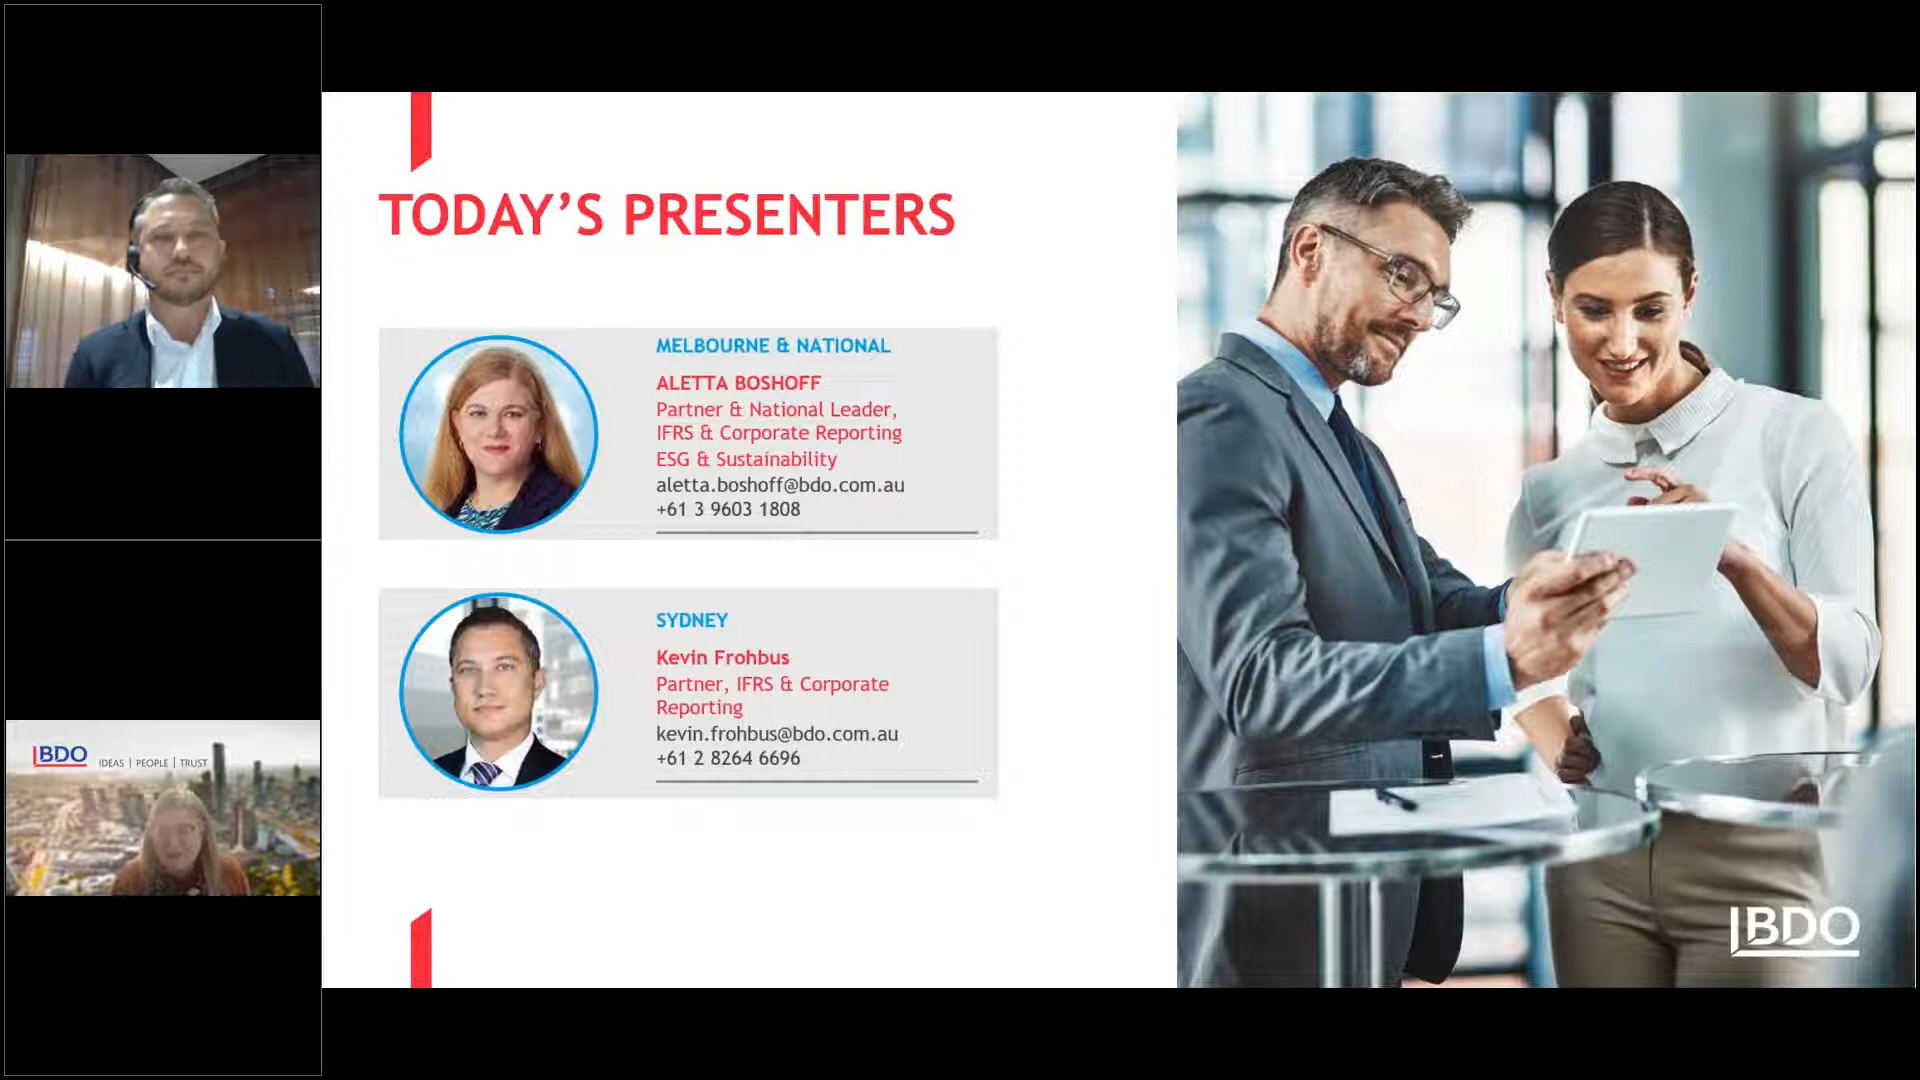 TODAY’S PRESENTERS
MELBOURNE & NATIONAL
ALETTA BOSHOFF
Partner & National Leader,
IFRS & Corporate Reporting
ESG & Sustainability
aletta.boshoff@bdo.com.au
+61 3 9603 1808
SYDNEY
Kevin Frohbus
Partner, IFRS & Corporate
Reporting
kevin.frohbus@bdo.com.au
+61 2 8264 6696
BDO
BDO IDEAS | PEOPLE | TRUST